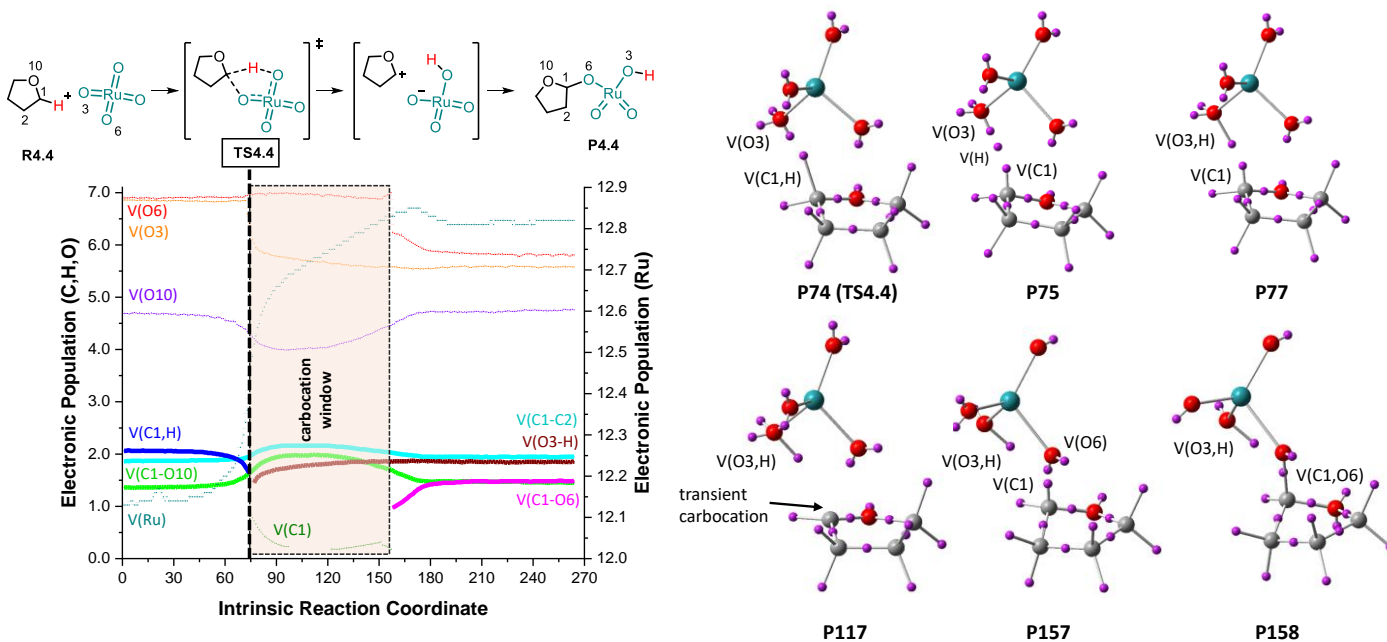 10
O
1
H
2
R4.4
+
O
O
Ru
O
O
3
6
O
H
O
O
Ru
O
O
TS4.4
‡
O
+
H
O
−
Ru
O
O
O
10
O
1
2
6
O
3
O
H
Ru
O
O
P4.4
7.0
6.0
5.0
4.0
3.0
2.0
1.0
0.0
Electronic Population (C,H,O)
V(O6)
V(O3)
V(O10)
V(C1,H)
V(C1-O10)
V(Ru)
carbocation
window
V(C1)
V(C1-C2)
V(O3-H)
V(C1-O6)
12.9
12.8
12.7
12.6
12.5
12.4
12.3
12.2
12.1
12.0
Electronic Population (Ru)
0 30 60 90 120 150 180 210 240 270
Intrinsic Reaction Coordinate
V(O3)
V(C1,H)
P74 (TS4.4)
V(O3)
V(H)
V(C1)
P75
V(O3,H)
V(C1)
P77
V(O3,H)
transient
carbocation
P117
V(O3,H)
V(O6)
V(C1)
P157
V(O3,H)
V(C1,O6)
P158